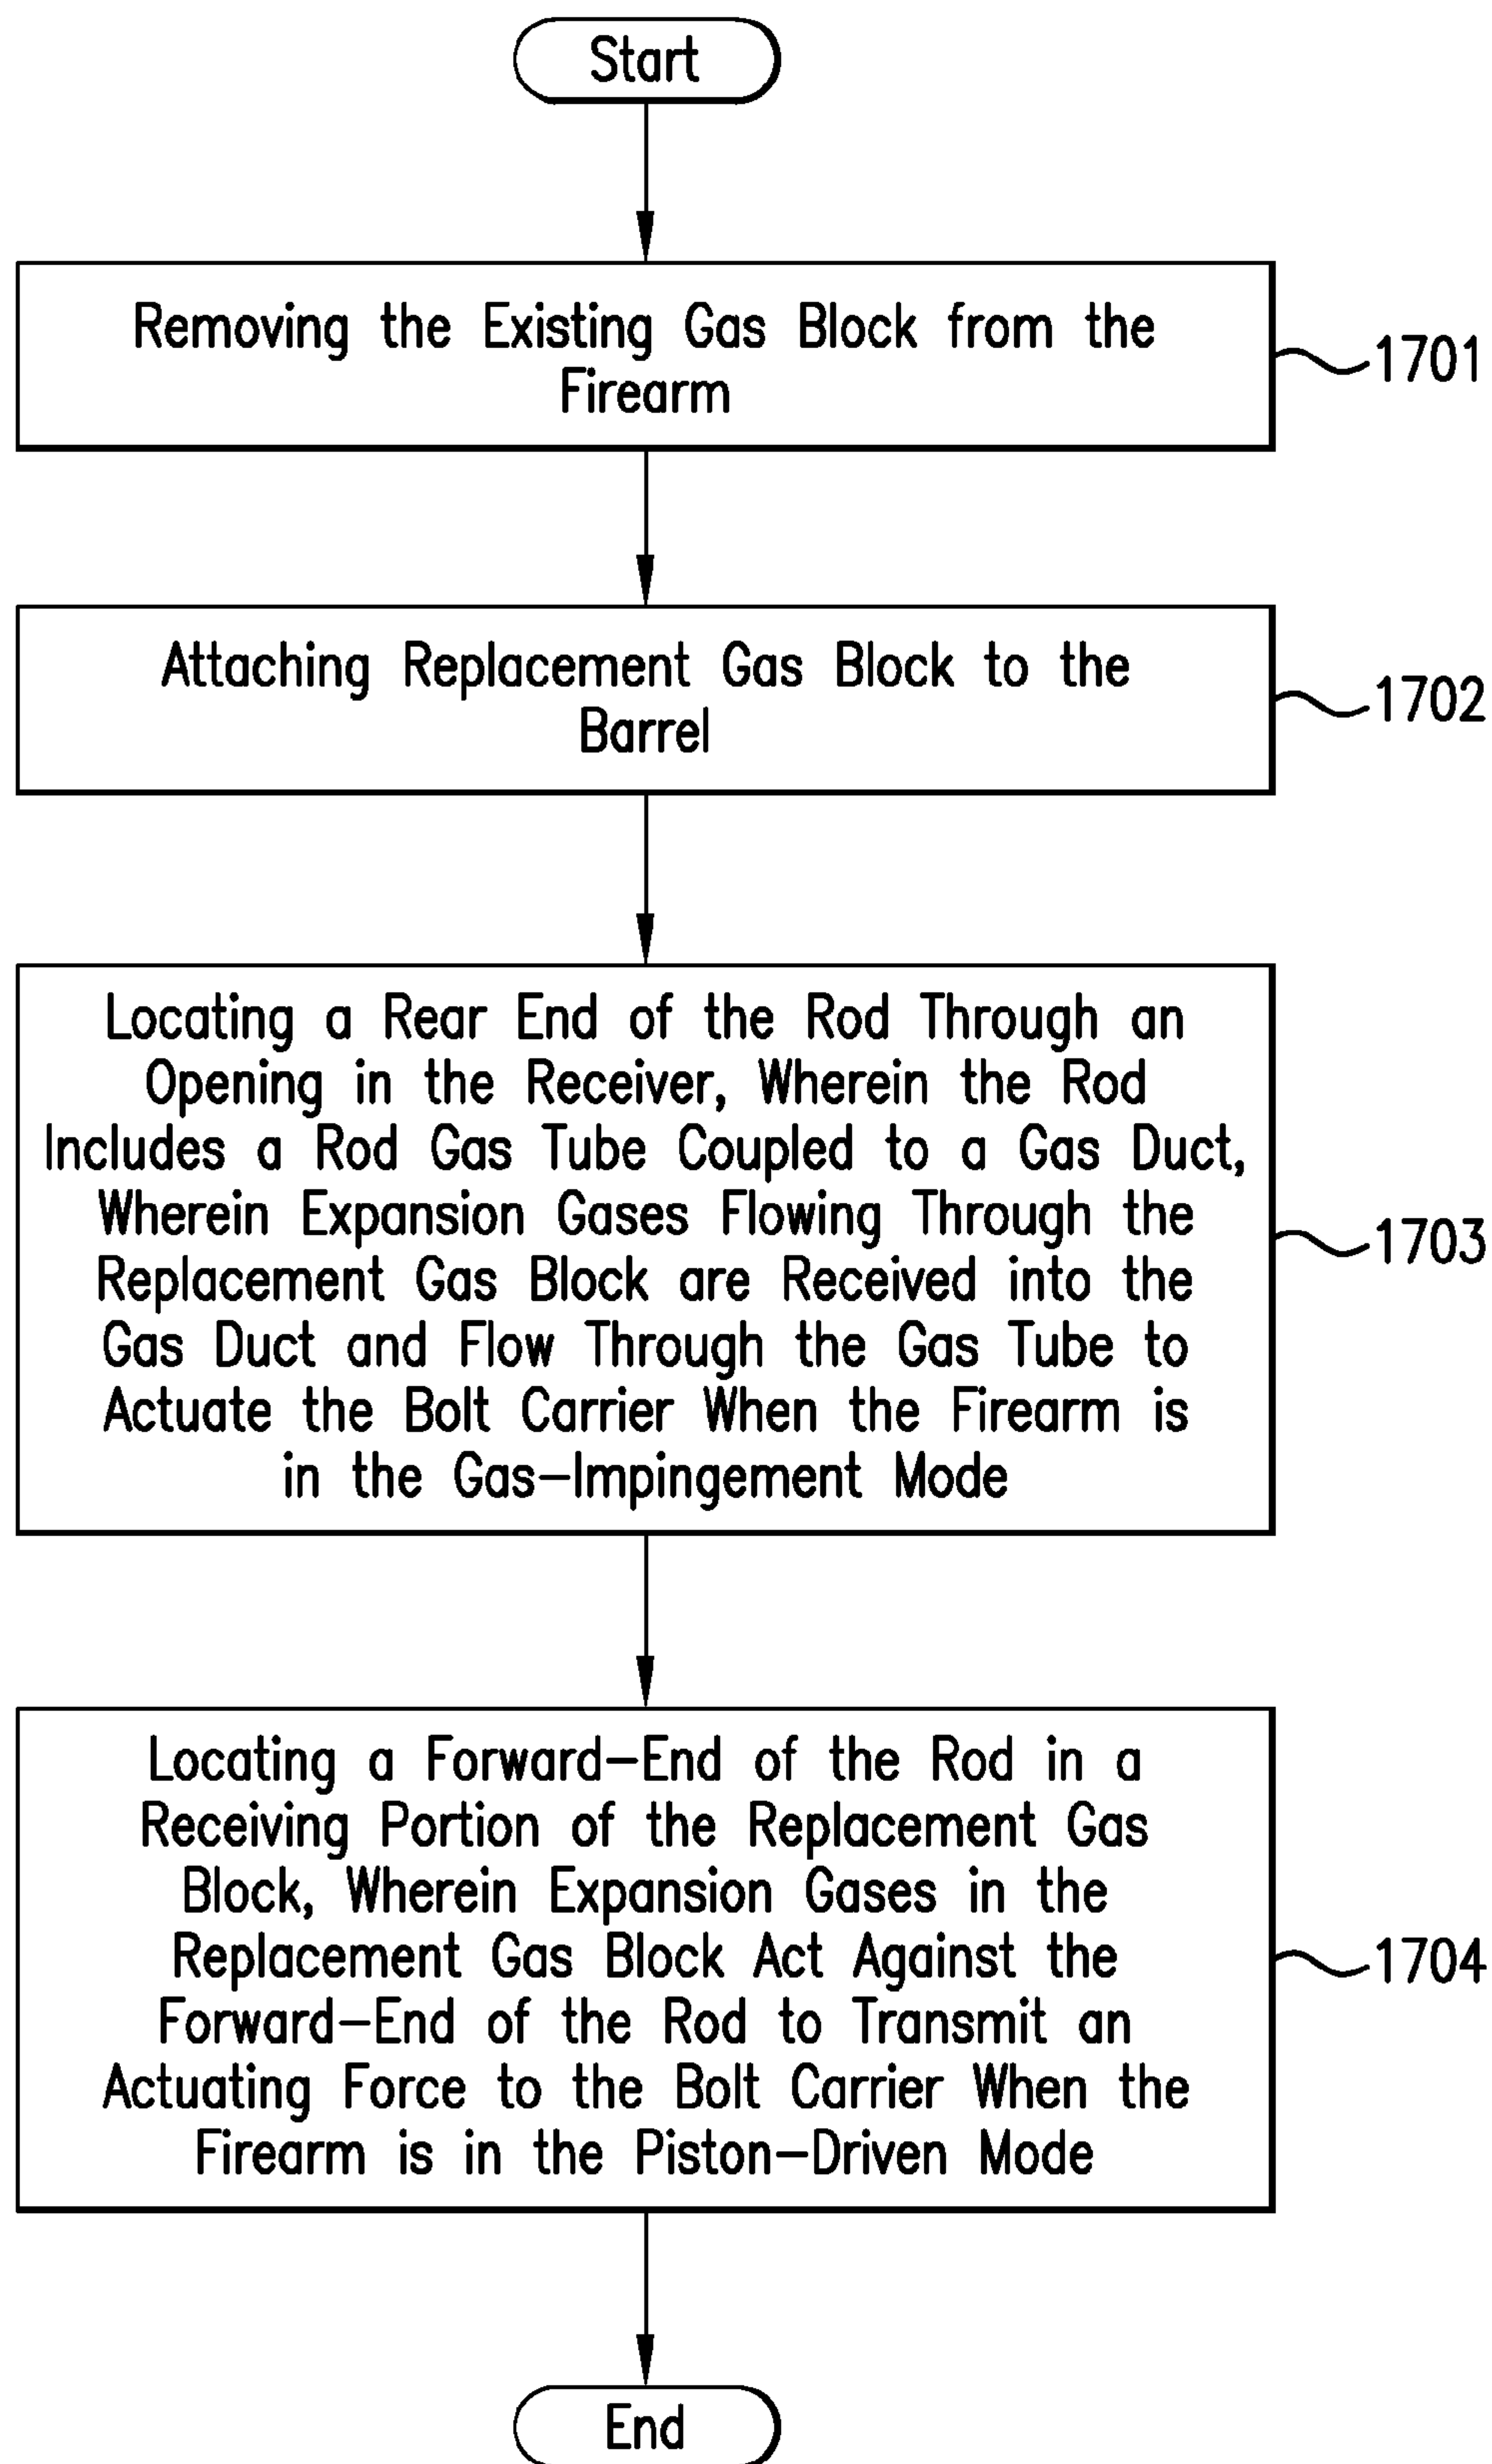 Start
Removing the Existing Gas Block from the
Firearm
1701
Attaching Replacement Gas Block to the
Barrel
1702
Locating a Rear End of the Rod Through an
Opening in the Receiver, Wherein the Rod
Includes a Rod Gas Tube Coupled to a Gas Duct,
Wherein Expansion Gases Flowing Through the
Replacement Gas Block are Received into the
Gas Duct and Flow Through the Gas Tube to
Actuate the Bolt Carrier When the Firearm is
in the Gas-Impingement Mode
1703
Locating a Forward-End of the Rod in a
Receiving Portion of the Replacement Gas
Block, Wherein Expansion Gases in the
Replacement Gas Block Act Against the
Forward-End of the Rod to Transmit an
Actuating Force to the Bolt Carrier When the
Firearm is in the Piston-Driven Mode
1704
End